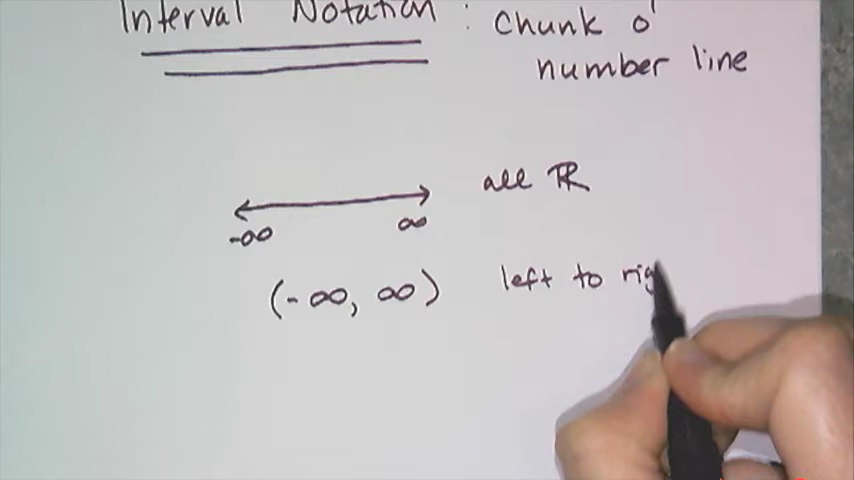 Interval Notation : Chunk o'
number line
all ℝ
-∞ ∞
(-∞, ∞) left to rig